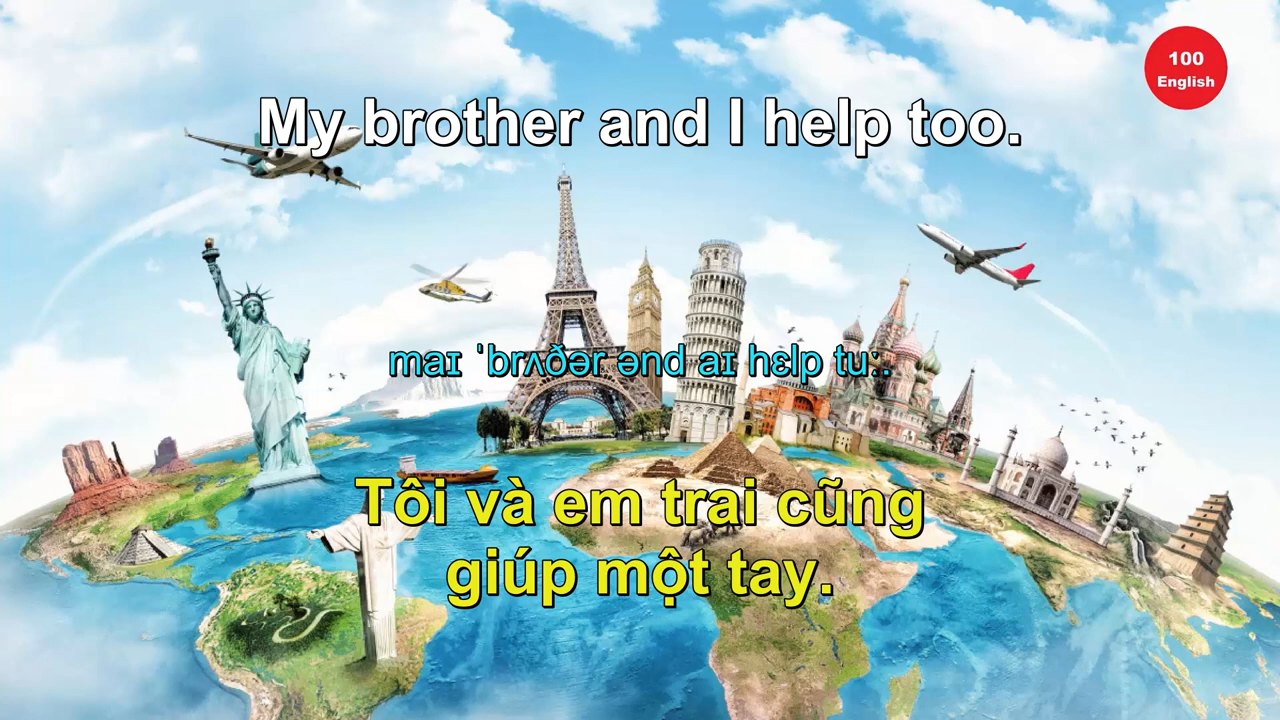 100
English
My brother and I help too.
maɪ ˈbrʌðər ənd aɪ hɛlp tuː.
Tôi và em trai cũng
giúp một tay.